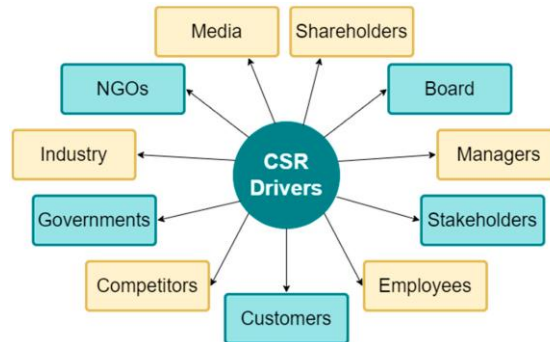 Media
Shareholders
NGOs
Board
Industry
CSR
Drivers
Managers
Governments
Stakeholders
Competitors
Employees
Customers